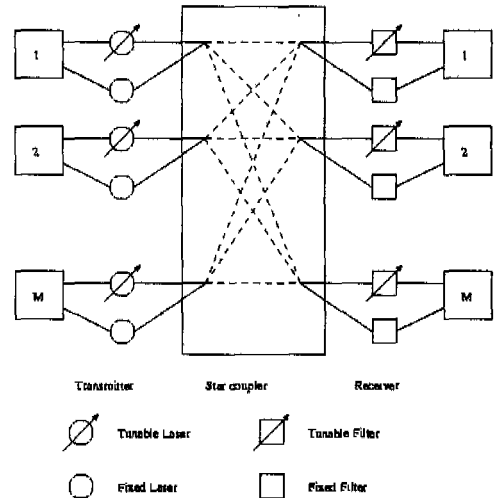 1
1
2
2
M
M
Transmitter Star coupler Receiver
Tunable Laser Tunable Filter
Fixed Laser Fixed Filter